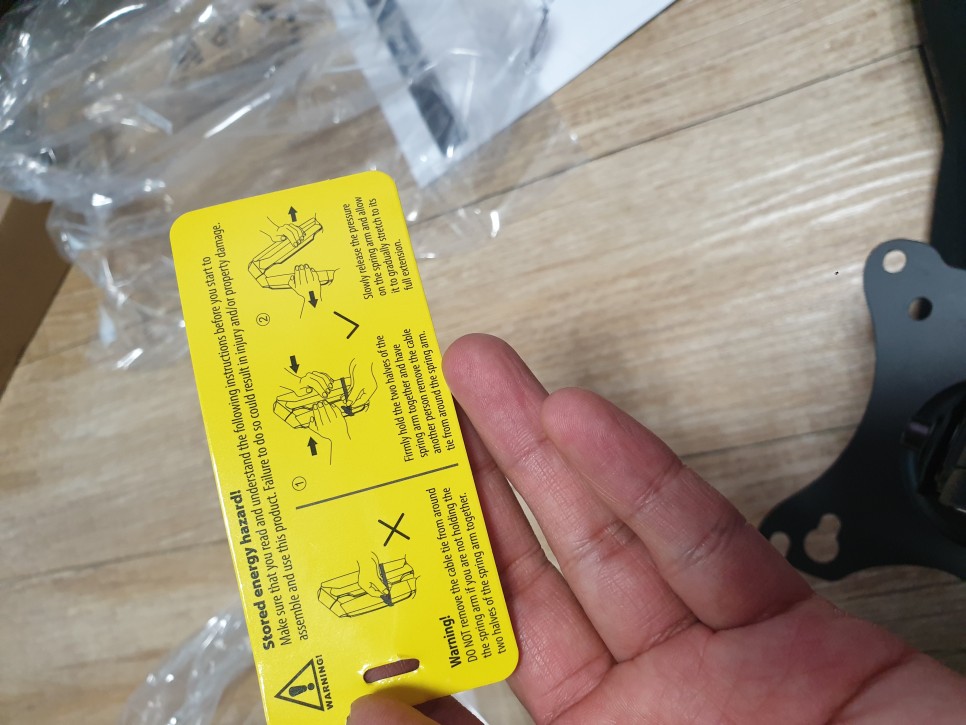 WARNING!
Stored energy hazard!
Make sure that you read and understand the following instructions before you start to
assemble and use this product. Failure to do so could result in injury and/or property damage.
Warning!
DO NOT remove the cable tie from around
the spring arm if you are not holding the
two halves of the spring arm together.
①
Firmly hold the two halves of the
spring arm together and have
another person remove the cable
tie from around the spring arm.
②
Slowly release the pressure
on the spring arm and allow
it to gradually stretch to its
full extension.